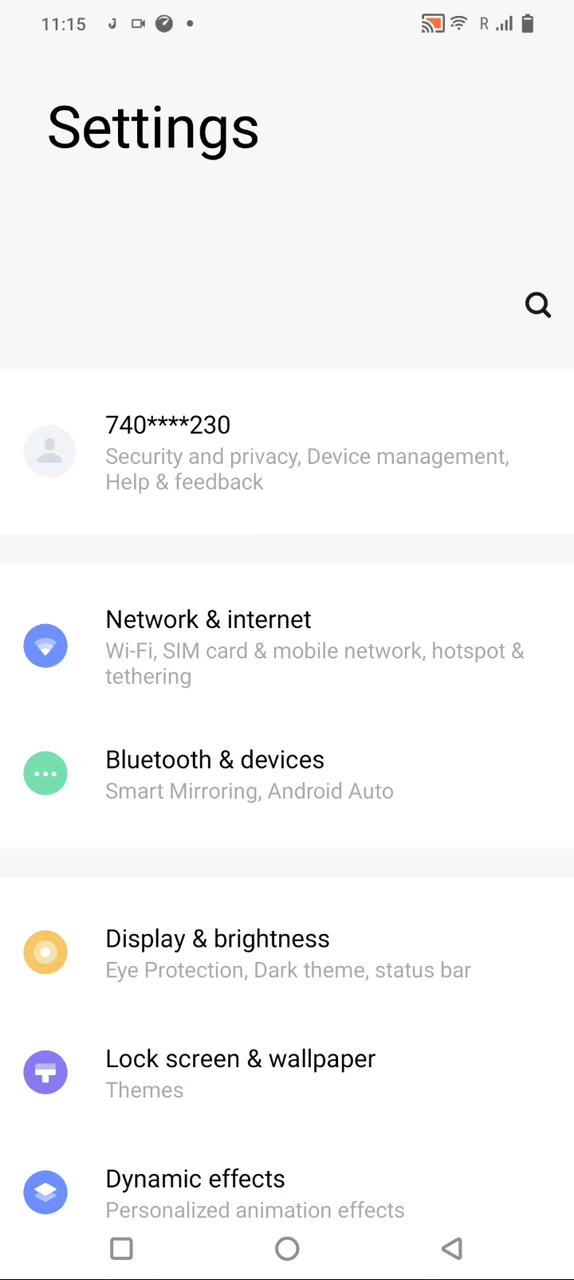 11:15
R
Settings
740****230
Security and privacy, Device management,
Help & feedback
Network & internet
Wi-Fi, SIM card & mobile network, hotspot &
tethering
Bluetooth & devices
Smart Mirroring, Android Auto
Display & brightness
Eye Protection, Dark theme, status bar
Lock screen & wallpaper
Themes
Dynamic effects
Personalized animation effects